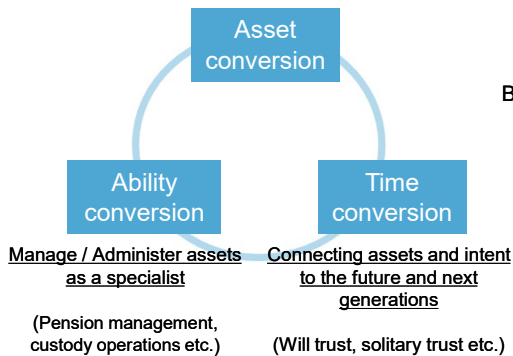 Asset
conversion
B
Ability
conversion
Time
conversion
Manage / Administer assets
as a specialist
(Pension management,
custody operations etc.)
Connecting assets and intent
to the future and next
generations
(Will trust, solitary trust etc.)